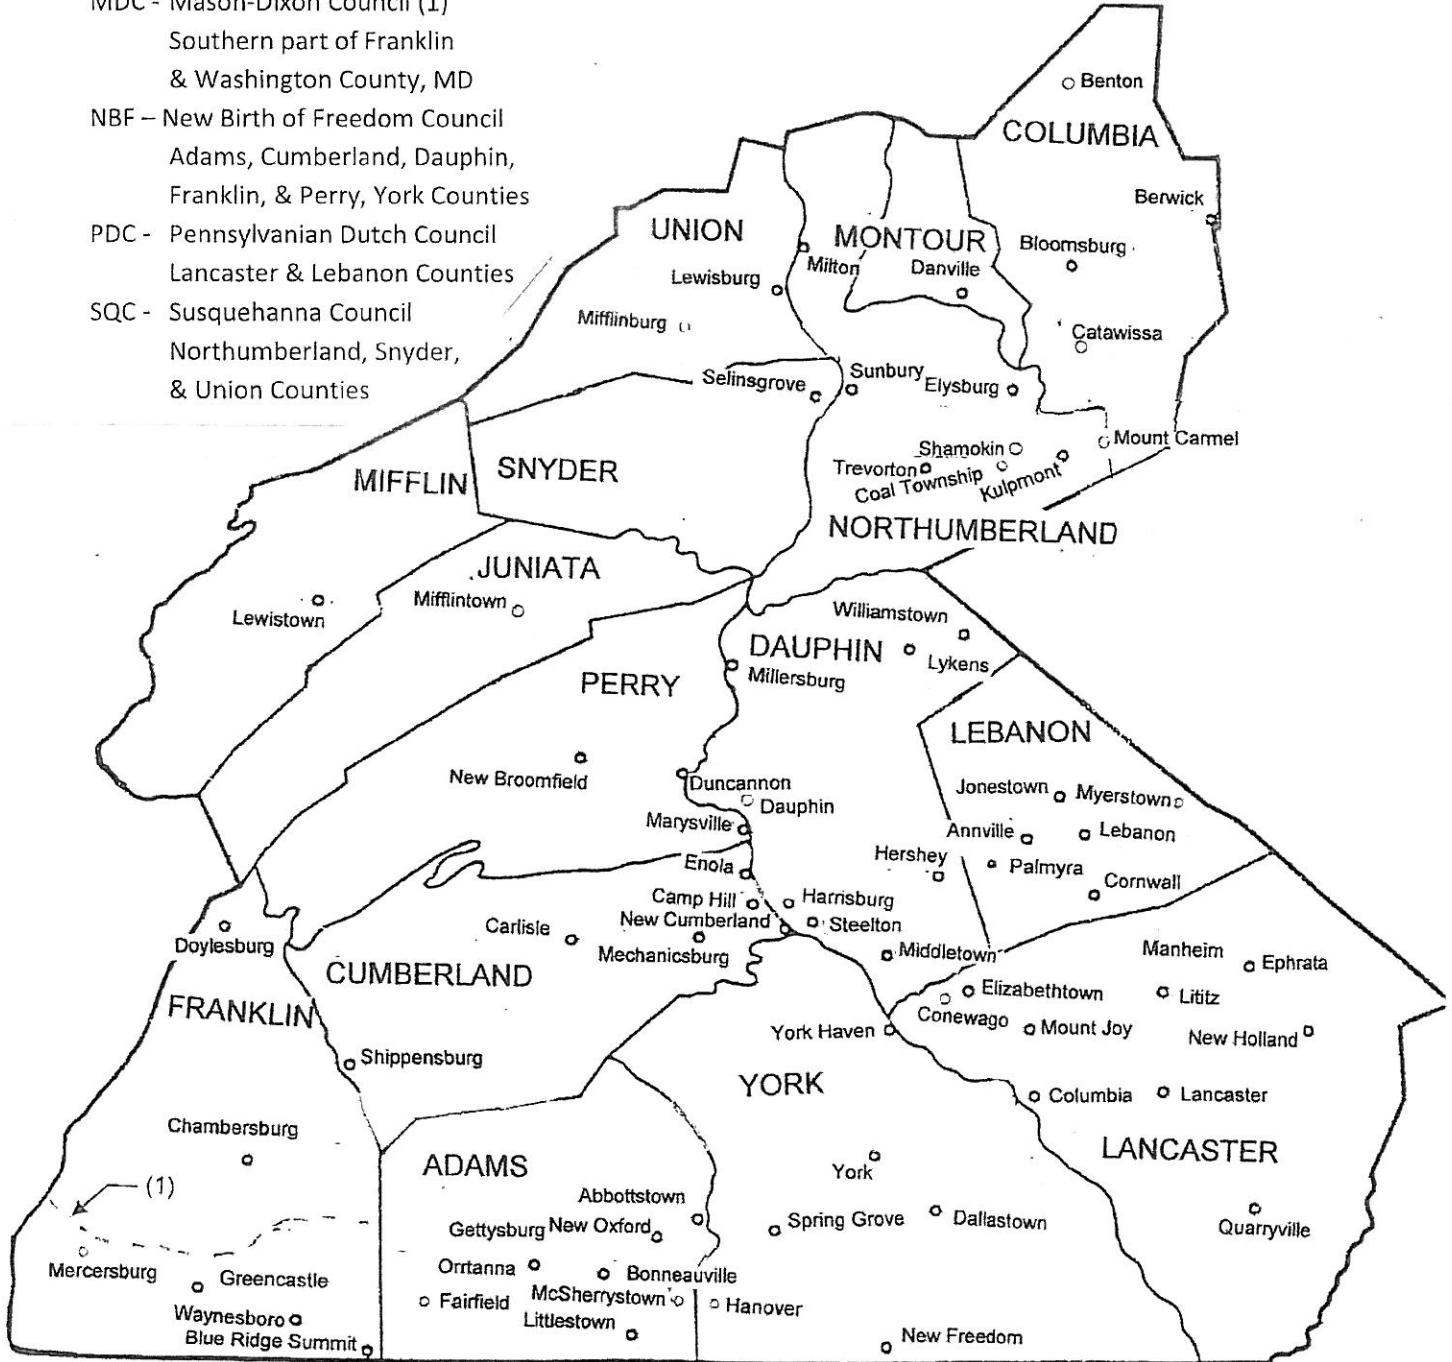 MDC - Mason-Dixon Council (1)
Southern part of Franklin
& Washington County, MD
NBF – New Birth of Freedom Council
Adams, Cumberland, Dauphin,
Franklin, & Perry, York Counties
PDC - Pennsylvanian Dutch Council
Lancaster & Lebanon Counties
SQC - Susquehanna Council
Northumberland, Snyder,
& Union Counties
Benton
COLUMBIA
Berwick
UNION
MONTOUR
Bloomsburg
Milton
Danville
Lewisburg
Mifflinburg
Catawissa
Selinsgrove
Sunbury
Elysburg
Mount Carmel
Shamokin
Trevorton
Coal Township
Kulpmont
MIFFLIN
SNYDER
NORTHUMBERLAND
JUNIATA
Mifflintown
Lewistown
Williamstown
DAUPHIN
Lykens
Millersburg
PERRY
LEBANON
New Broomfield
Duncannon
Dauphin
Jonestown
Myerstown
Marysville
Annville
Lebanon
Enola
Hershey
Palmyra
Cornwall
Camp Hill
Harrisburg
New Cumberland
Steelton
Carlisle
Mechanicsburg
Middletown
Doylesburg
Manheim
Ephrata
CUMBERLAND
FRANKLIN
Elizabethtown
Lititz
Conewago
Mount Joy
New Holland
York Haven
Shippensburg
YORK
Columbia
Lancaster
Chambersburg
LANCASTER
ADAMS
York
(1)
Abbottstown
Gettysburg
New Oxford
Spring Grove
Dallastown
Quarryville
Mercersburg
Greencastle
Orrtanna
Bonneauville
Fairfield
McSherrystown
Hanover
Waynesboro
Littlestown
Blue Ridge Summit
New Freedom